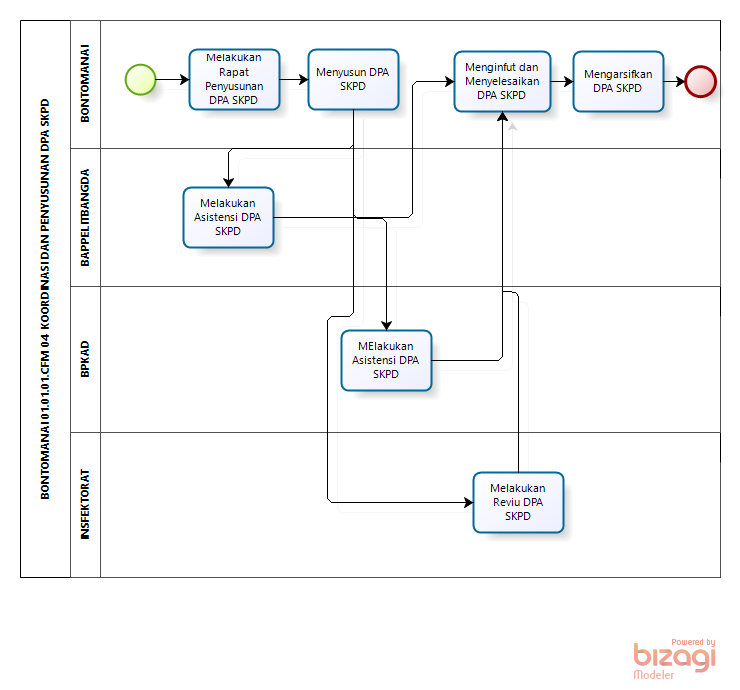 BONTOMANAI 01.01.01.CFM 04 KOORDINASI DAN PENYUSUNAN DPA SKPD
BONTOMANAI
Melakukan
Rapat
Penyusunan
DPA SKPD
Menyusun DPA
SKPD
Menginfut dan
Menyelesaikan
DPA SKPD
Mengarsifkan
DPA SKPD
BAPPELITBANGDA
Melakukan
Asistensi DPA
SKPD
BPKAD
MElakukan
Asistensi DPA
SKPD
INSFEKTORAT
Melakukan
Reviu DPA
SKPD
Powered by
bizagi
Modeler